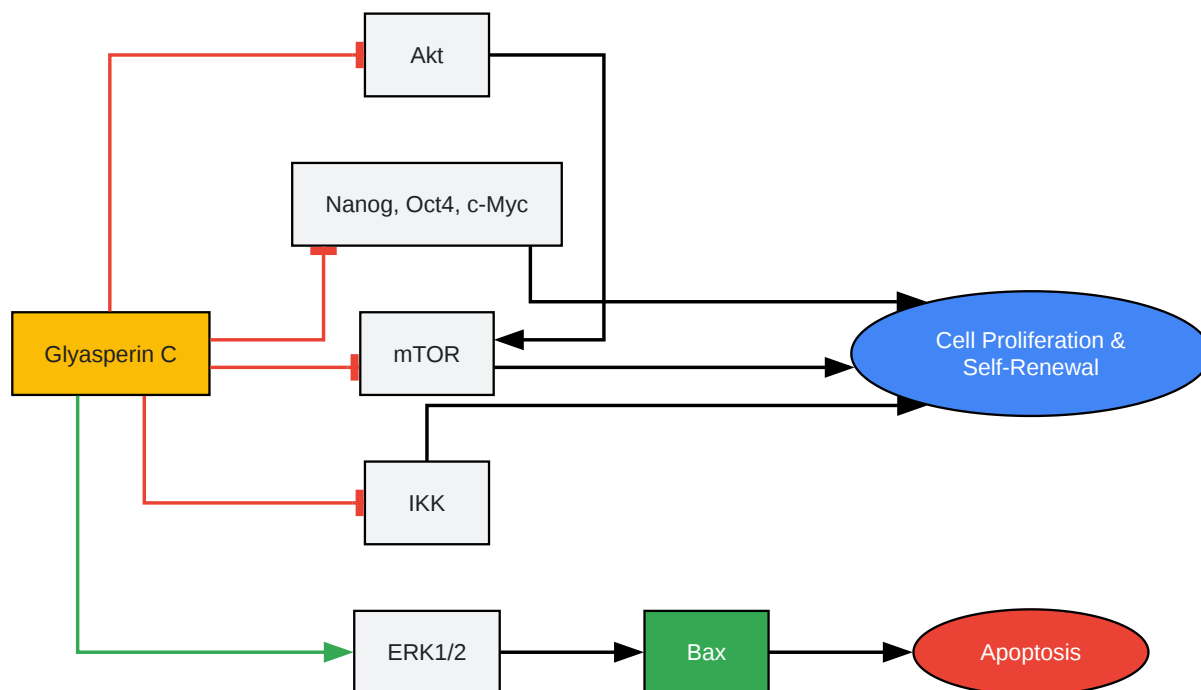 Akt
Nanog, Oct4, c-Myc
Glyasperin C
mTOR
Cell Proliferation &
Self-Renewal
IKK
ERK1/2
Bax
Apoptosis